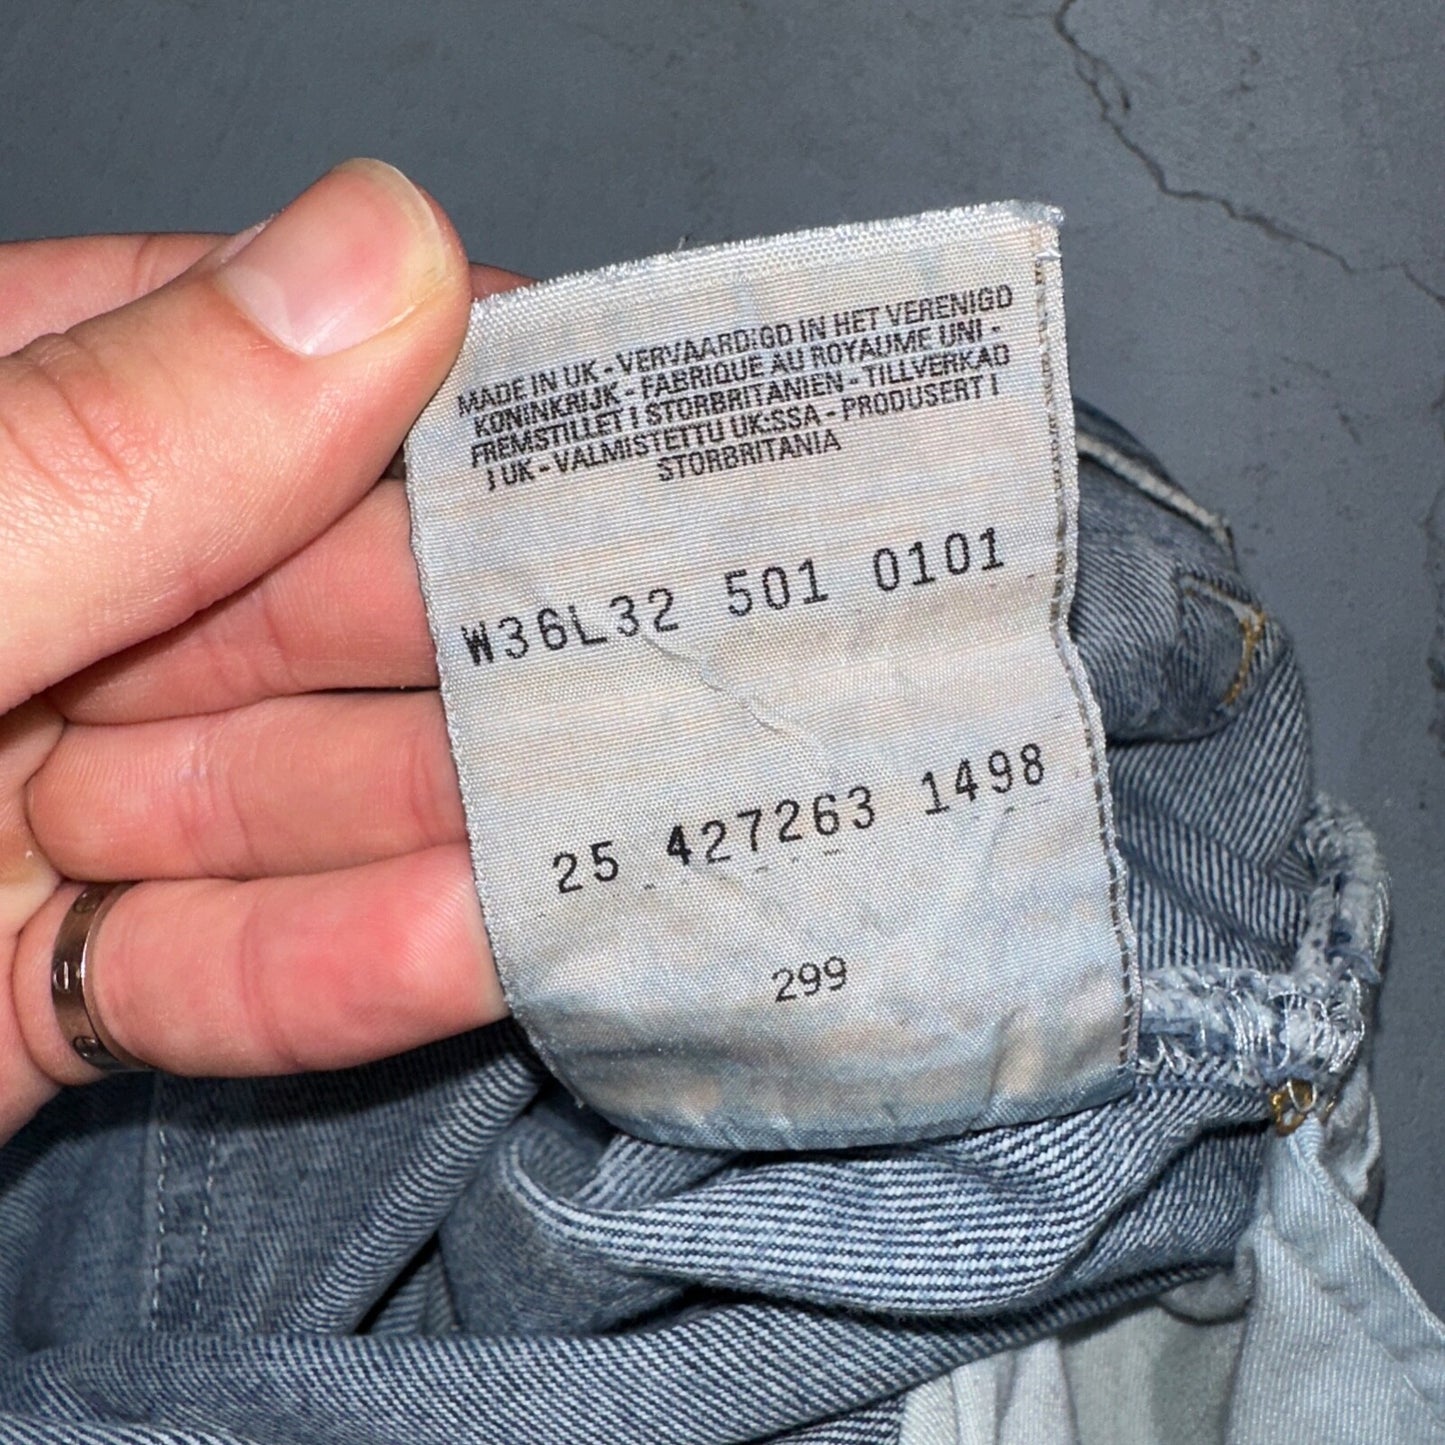 MADE IN UK - VERVAARDIGD IN HET VERENIGD
KONINKRIJK - FABRIQUE AU ROYAUME UNI -
FREMSTILLET I STORBRITANIEN - TILLVERKAD
I UK - VALMISTETTU UK:SSA - PRODUSERT I
STORBRITANIA
W36L32 501 0101
25 427263 1498
299